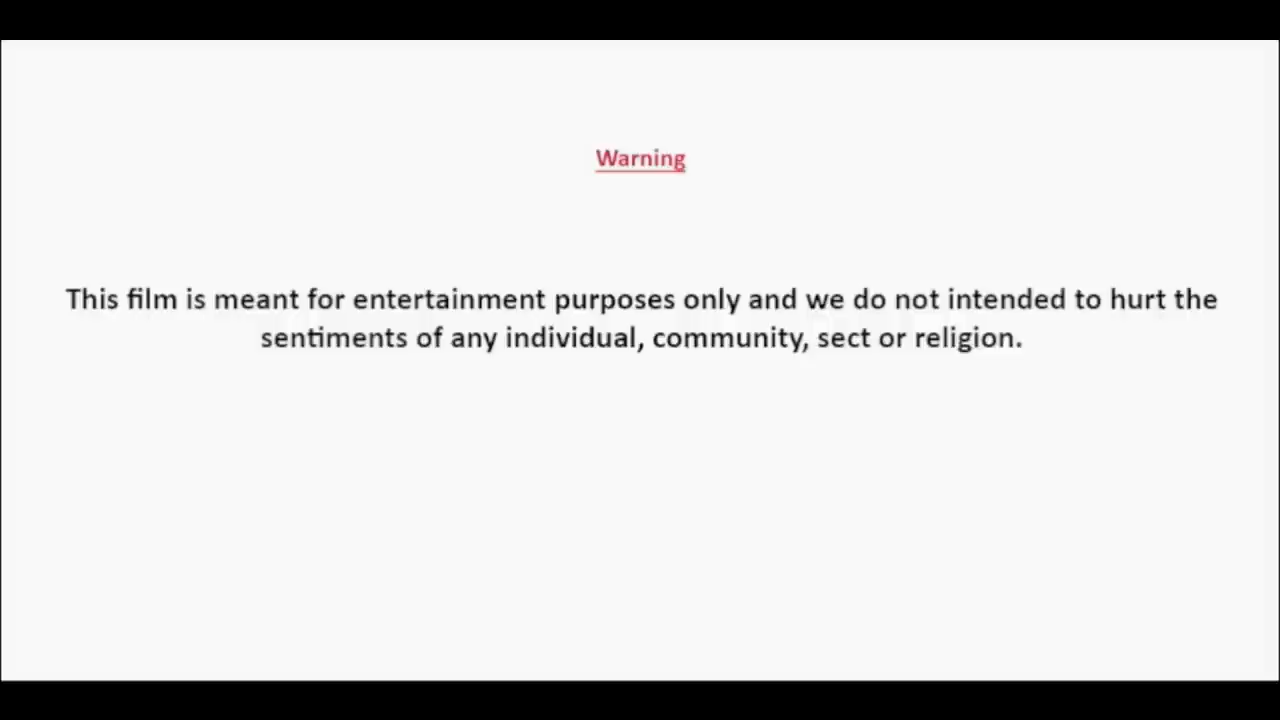 Warning
This film is meant for entertainment purposes only and we do not intended to hurt the
sentiments of any individual, community, sect or religion.